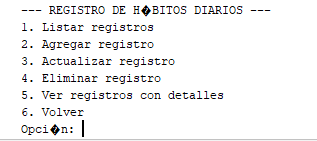 --- REGISTRO DE H�BITOS DIARIOS ---
1. Listar registros
2. Agregar registro
3. Actualizar registro
4. Eliminar registro
5. Ver registros con detalles
6. Volver
Opci�n: